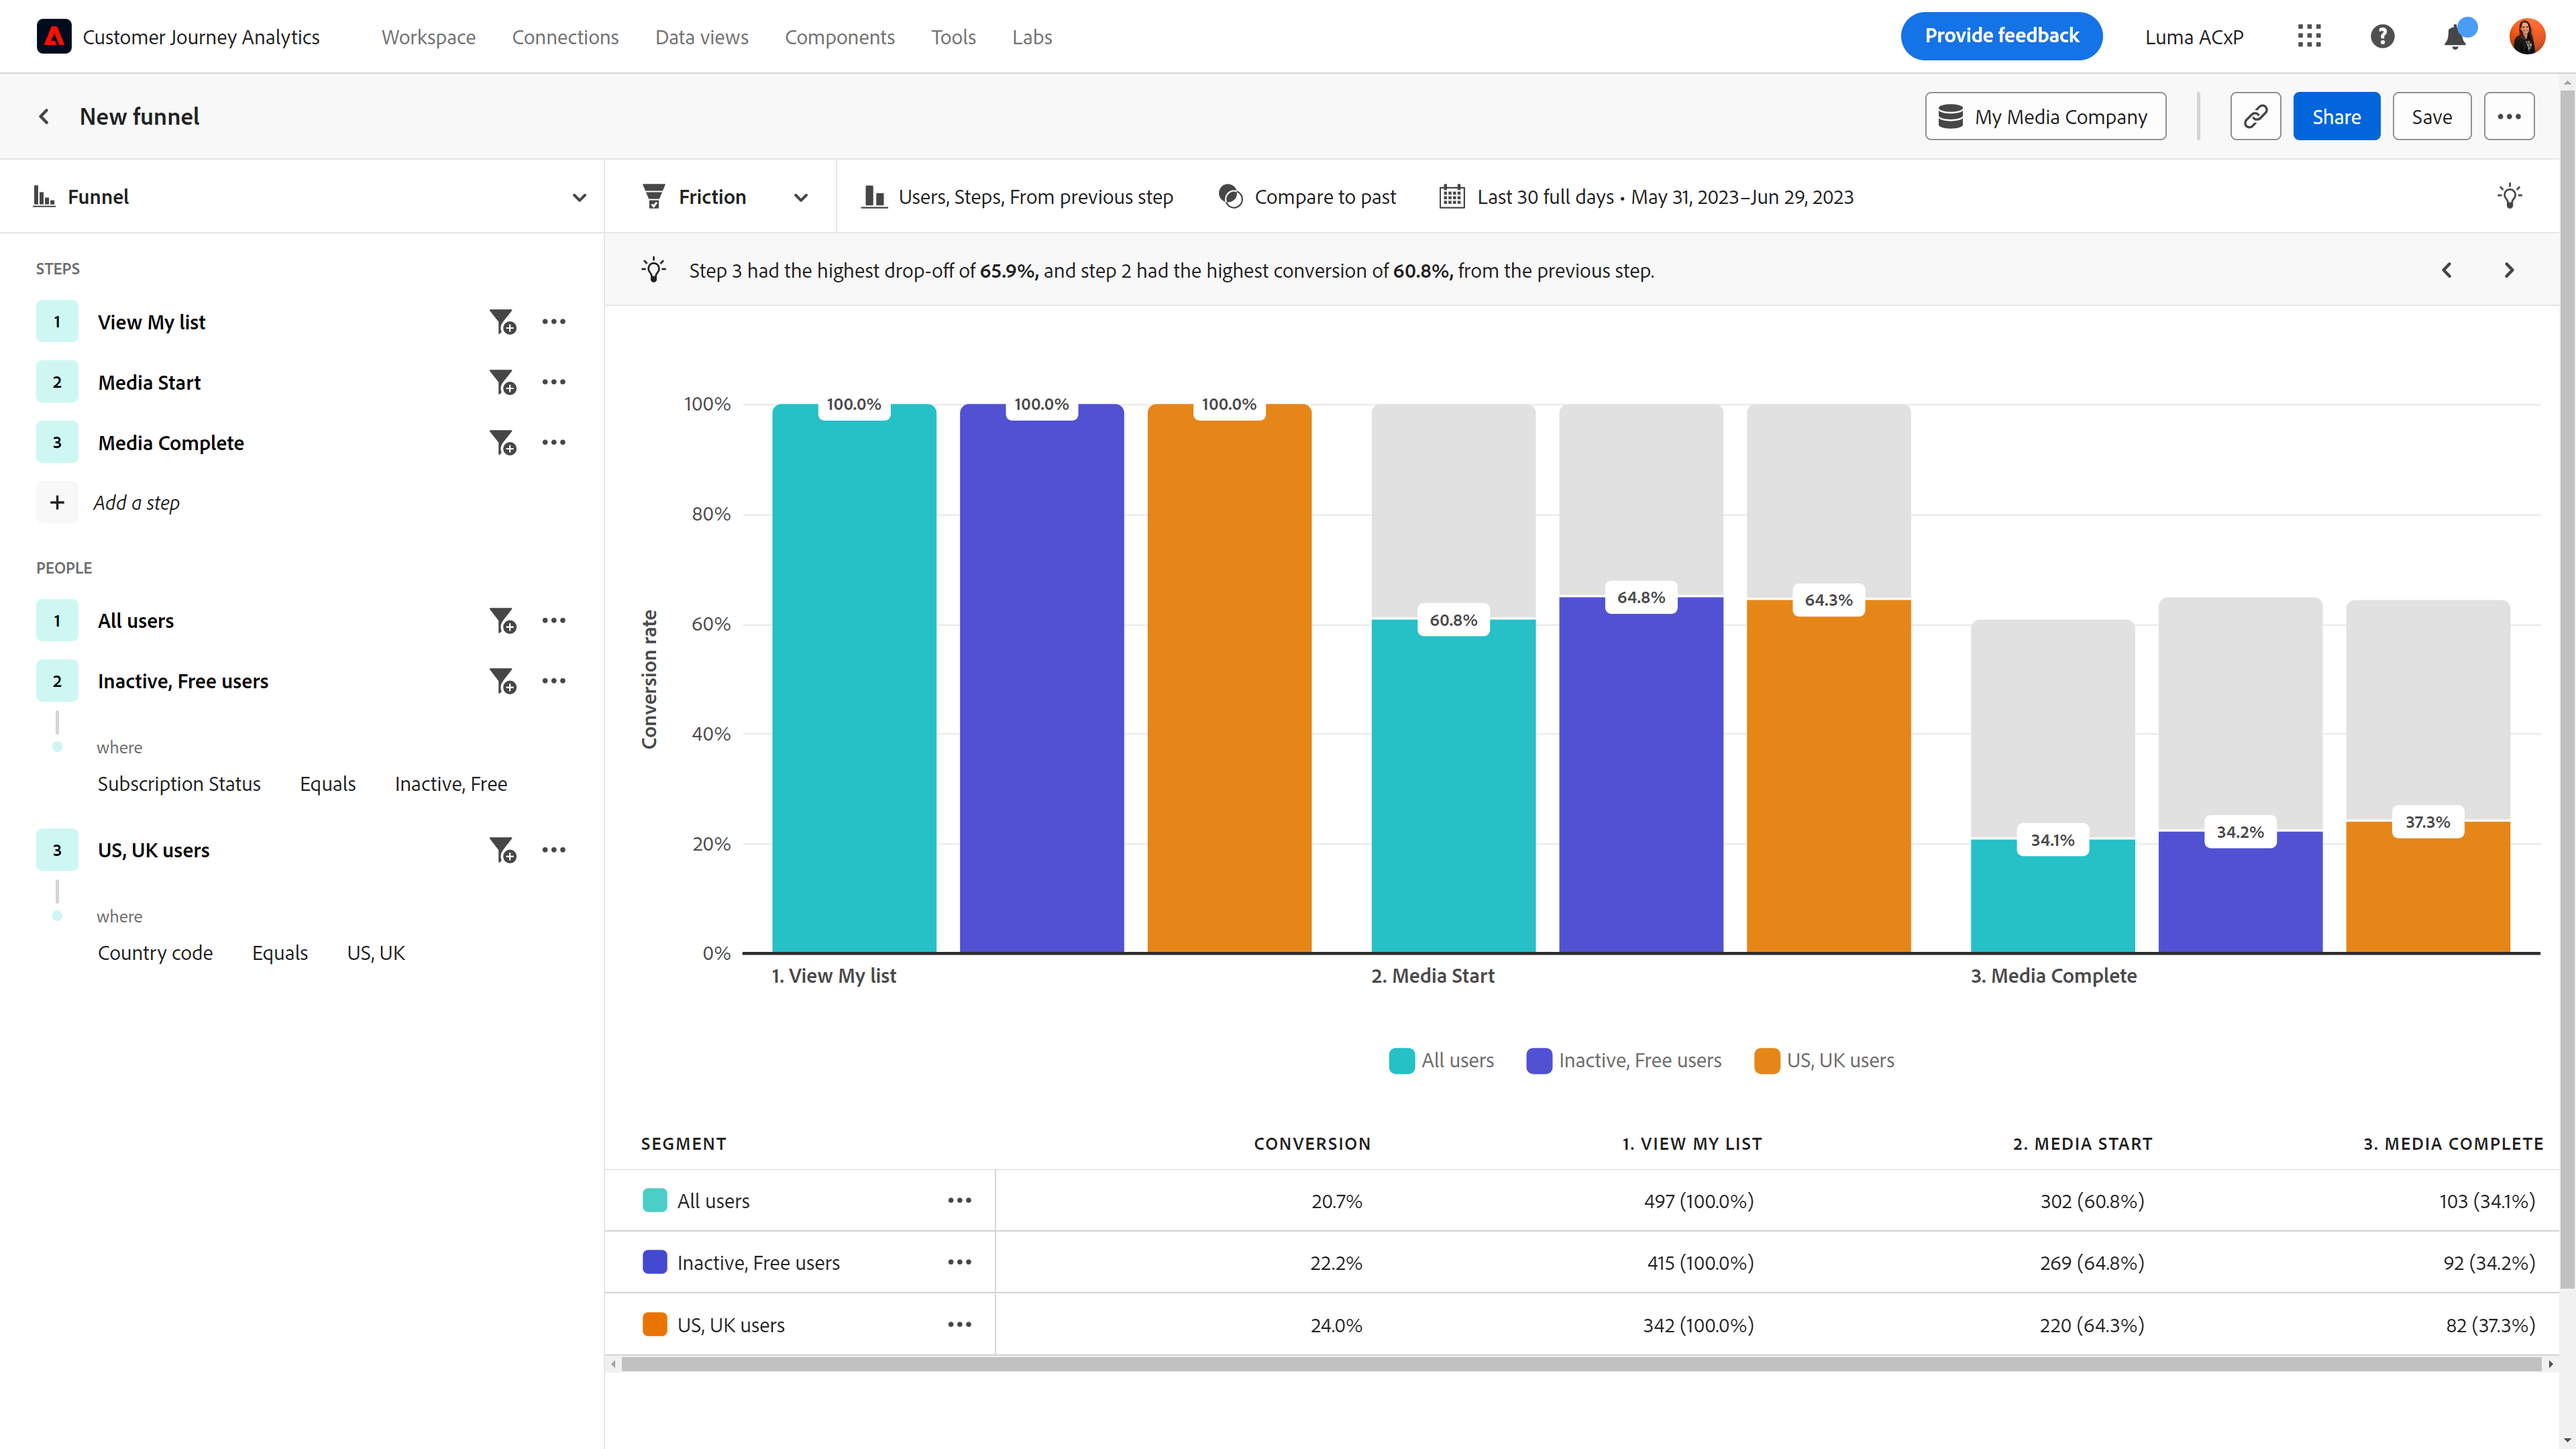 Customer Journey Analytics Workspace Connections Data views Components Tools Labs Provide feedback Luma ACxP
New funnel My Media Company Share Save
Funnel Friction Users, Steps, From previous step Compare to past Last 30 full days • May 31, 2023–Jun 29, 2023
Step 3 had the highest drop-off of 65.9%, and step 2 had the highest conversion of 60.8%, from the previous step.
STEPS
1 View My list
2 Media Start
3 Media Complete
+ Add a step
PEOPLE
1 All users
2 Inactive, Free users
where
Subscription Status Equals Inactive, Free
3 US, UK users
where
Country code Equals US, UK
Conversion rate
100% 100.0% 100.0% 100.0%
80%
60% 60.8% 64.8% 64.3%
40%
20% 34.1% 34.2% 37.3%
0%
1. View My list 2. Media Start 3. Media Complete
All users Inactive, Free users US, UK users
SEGMENT CONVERSION 1. VIEW MY LIST 2. MEDIA START 3. MEDIA COMPLETE
All users 20.7% 497 (100.0%) 302 (60.8%) 103 (34.1%)
Inactive, Free users 22.2% 415 (100.0%) 269 (64.8%) 92 (34.2%)
US, UK users 24.0% 342 (100.0%) 220 (64.3%) 82 (37.3%)